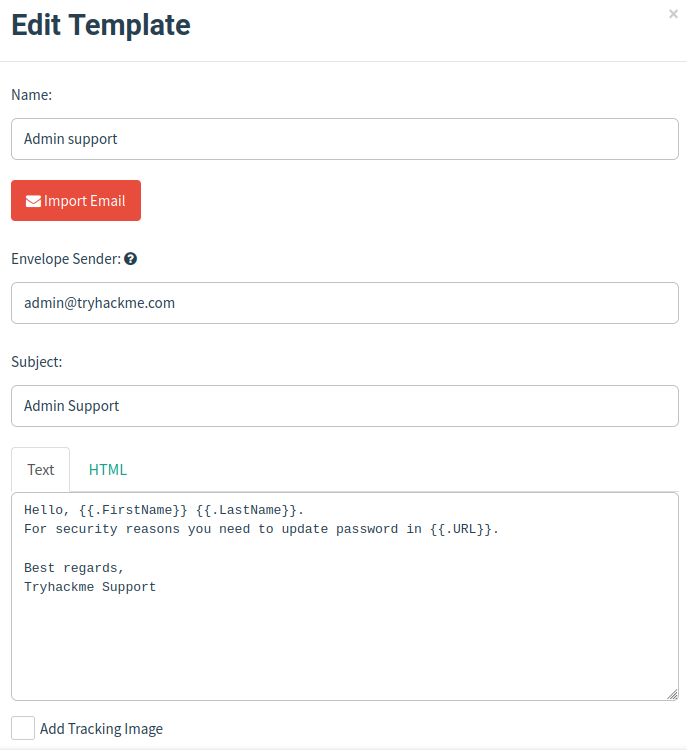 Edit Template
×
Name:
Admin support
Import Email
Envelope Sender: ?
admin@tryhackme.com
Subject:
Admin Support
Text HTML
Hello, {{.FirstName}} {{.LastName}}.
For security reasons you need to update password in {{.URL}}.
Best regards,
Tryhackme Support
Add Tracking Image